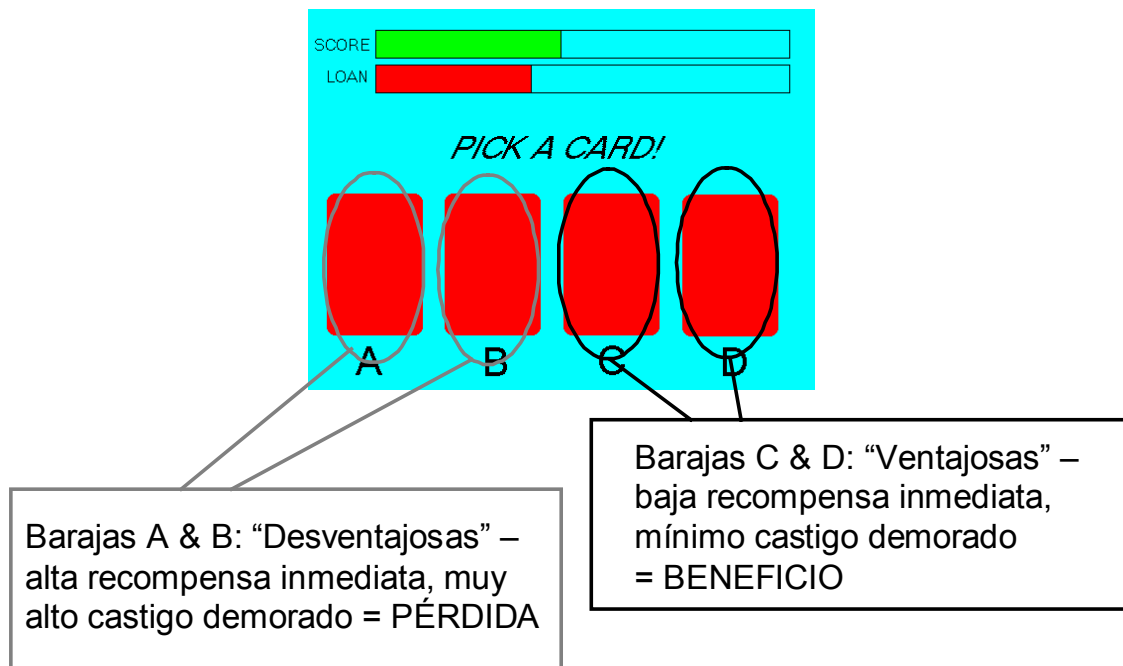 SCORE
LOAN
PICK A CARD!
A B C D
Barajas C & D: “Ventajosas” –
baja recompensa inmediata,
mínimo castigo demorado
= BENEFICIO
Barajas A & B: “Desventajosas” –
alta recompensa inmediata, muy
alto castigo demorado = PÉRDIDA